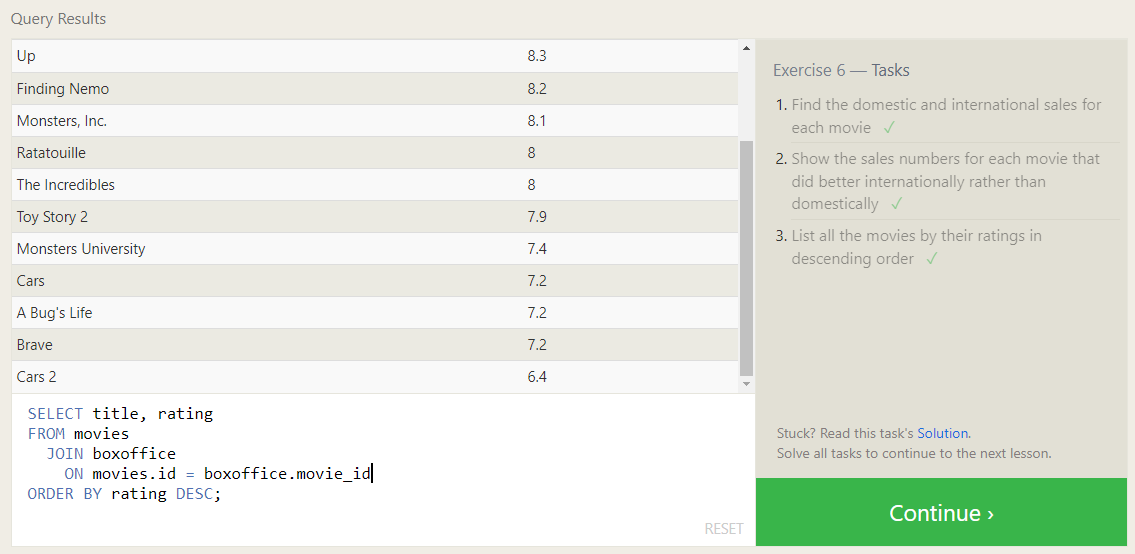 Query Results
Up 8.3
Finding Nemo 8.2
Monsters, Inc. 8.1
Ratatouille 8
The Incredibles 8
Toy Story 2 7.9
Monsters University 7.4
Cars 7.2
A Bug's Life 7.2
Brave 7.2
Cars 2 6.4
SELECT title, rating
FROM movies
  JOIN boxoffice
    ON movies.id = boxoffice.movie_id
ORDER BY rating DESC;
RESET
Exercise 6 — Tasks
1. Find the domestic and international sales for
each movie ✓
2. Show the sales numbers for each movie that
did better internationally rather than
domestically ✓
3. List all the movies by their ratings in
descending order ✓
Stuck? Read this task's Solution.
Solve all tasks to continue to the next lesson.
Continue ›